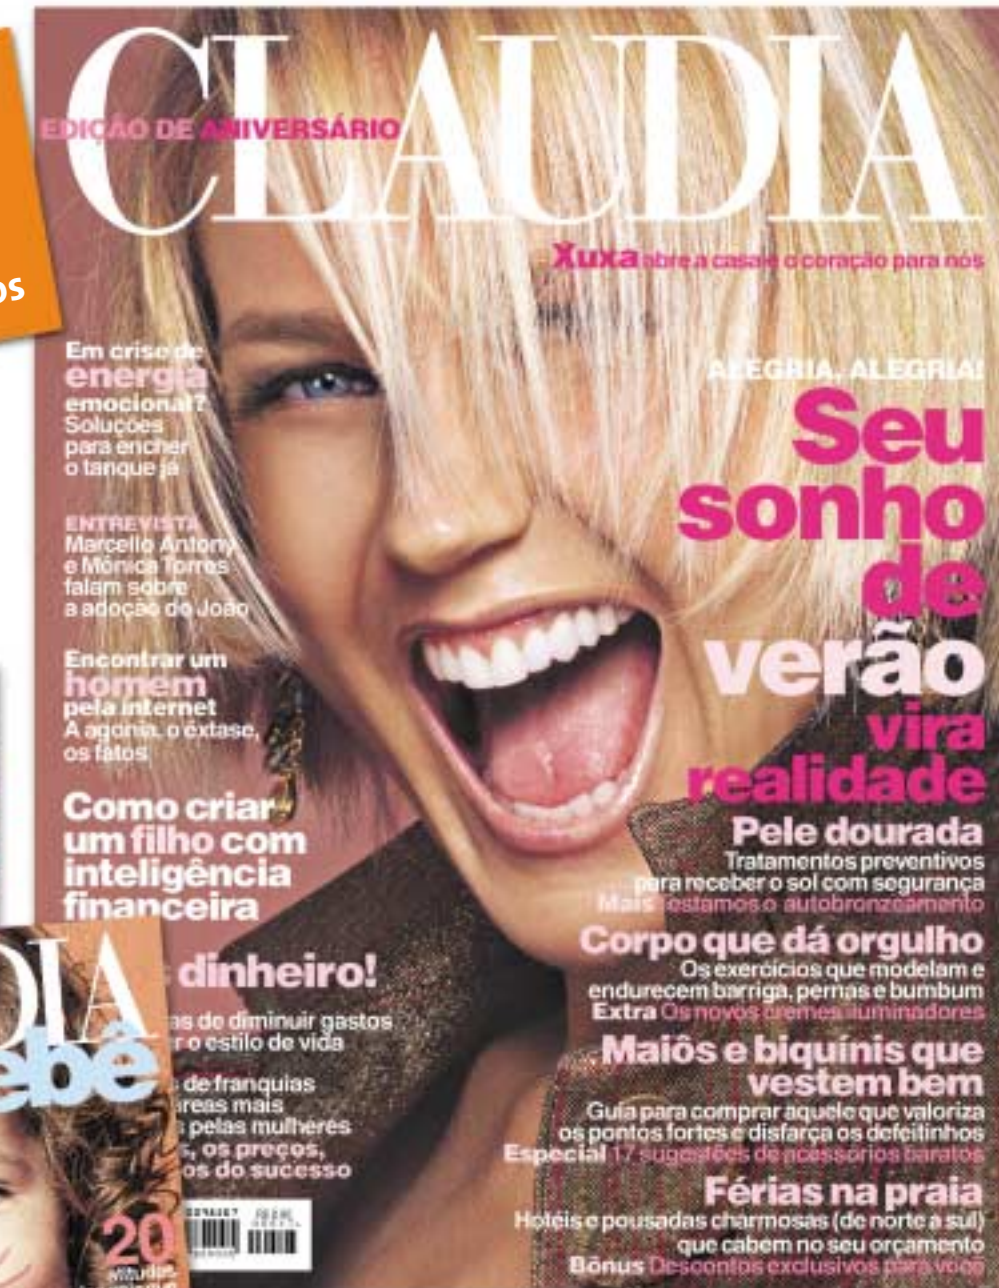 CLAUDIA
EDIÇÃO DE ANIVERSÁRIO
Xuxa abre a casa e o coração para nós
os
Em crise de
energia
emocional?
Soluções
para encher
o tanque já
ENTREVISTA
Marcello Antony
e Mônica Torres
falam sobre
a adoção do João
Encontrar um
homem
pela internet
A agonia, o êxtase,
os fatos
Como criar
um filho com
inteligência
financeira
dinheiro!
as de diminuir gastos
r o estilo de vida
s de franquias
áreas mais
s pelas mulheres
s, os preços,
os do sucesso
ALEGRIA, ALEGRIA!
Seu
sonho
de
verão
vira
realidade
Pele dourada
Tratamentos preventivos
para receber o sol com segurança
Mais Testamos o autobronzeamento
Corpo que dá orgulho
Os exercícios que modelam e
endurecem barriga, pernas e bumbum
Extra Os novos cremes iluminadores
Maiôs e biquínis que
vestem bem
Guia para comprar aquele que valoriza
os pontos fortes e disfarça os defeitinhos
Especial 17 sugestões de acessórios baratos
Férias na praia
Hotéis e pousadas charmosas (de norte a sul)
que cabem no seu orçamento
Bônus Descontos exclusivos para você
DIA
ebê
20